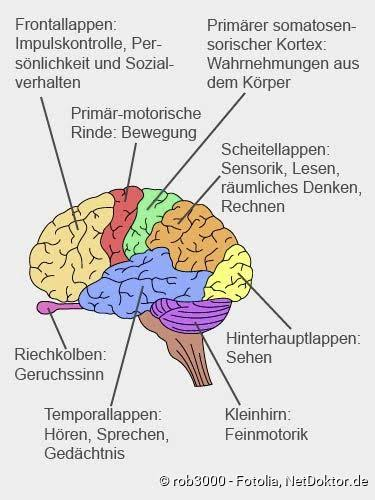 Frontallappen:
Impulskontrolle, Per-
sönlichkeit und Sozial-
verhalten
Primärer somatosen-
sorischer Kortex:
Wahrnehmungen aus
dem Körper
Primär-motorische
Rinde: Bewegung
Scheitellappen:
Sensorik, Lesen,
räumliches Denken,
Rechnen
Hinterhauptlappen:
Sehen
Riechkolben:
Geruchssinn
Temporallappen:
Hören, Sprechen,
Gedächtnis
Kleinhirn:
Feinmotorik
© rob3000 - Fotolia, NetDoktor.de